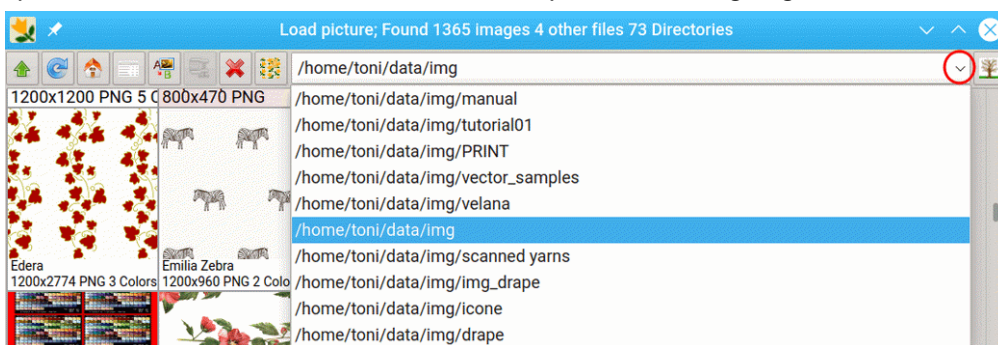 Load picture; Found 1365 images 4 other files 73 Directories
/home/toni/data/img
1200x1200 PNG 5 C
800x470 PNG
/home/toni/data/img/manual
/home/toni/data/img/tutorial01
/home/toni/data/img/PRINT
/home/toni/data/img/vector_samples
/home/toni/data/img/velana
/home/toni/data/img
/home/toni/data/img/scanned yarns
/home/toni/data/img/img_drape
/home/toni/data/img/icone
/home/toni/data/img/drape
Edera
1200x2774 PNG 3 Colors
Emilia Zebra
1200x960 PNG 2 Colo